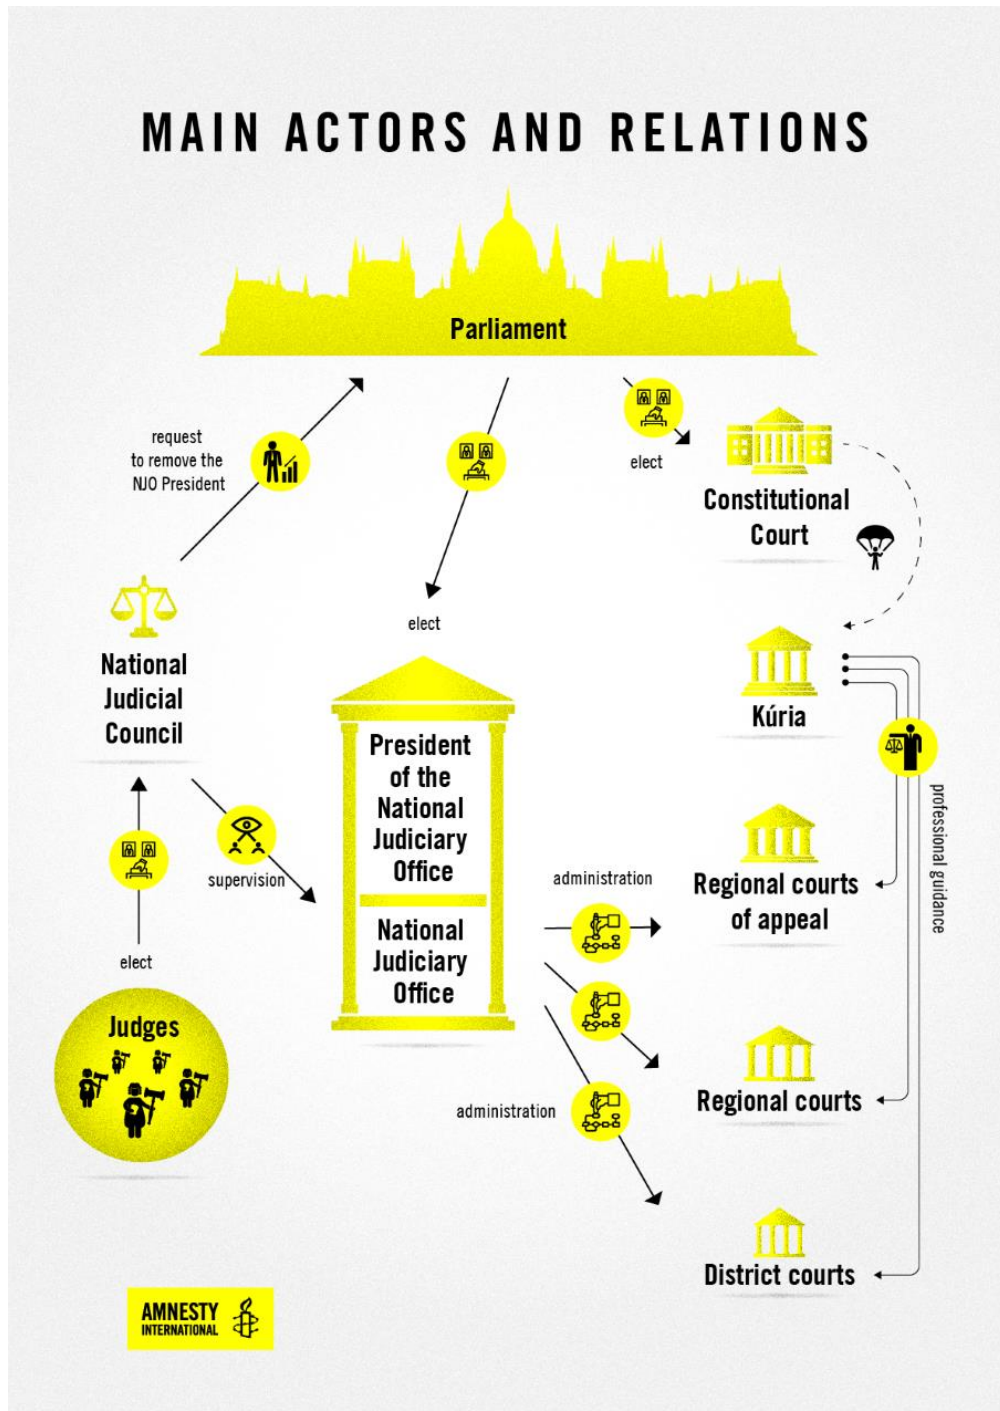 MAIN ACTORS AND RELATIONS
Parliament
request
to remove the
NJO President
elect
Constitutional
Court
elect
National
Judicial
Council
Kúria
President
of the
National
Judiciary
Office
professional guidance
supervision
administration
Regional courts
of appeal
National
Judiciary
Office
elect
Judges
Regional courts
administration
District courts
AMNESTY
INTERNATIONAL